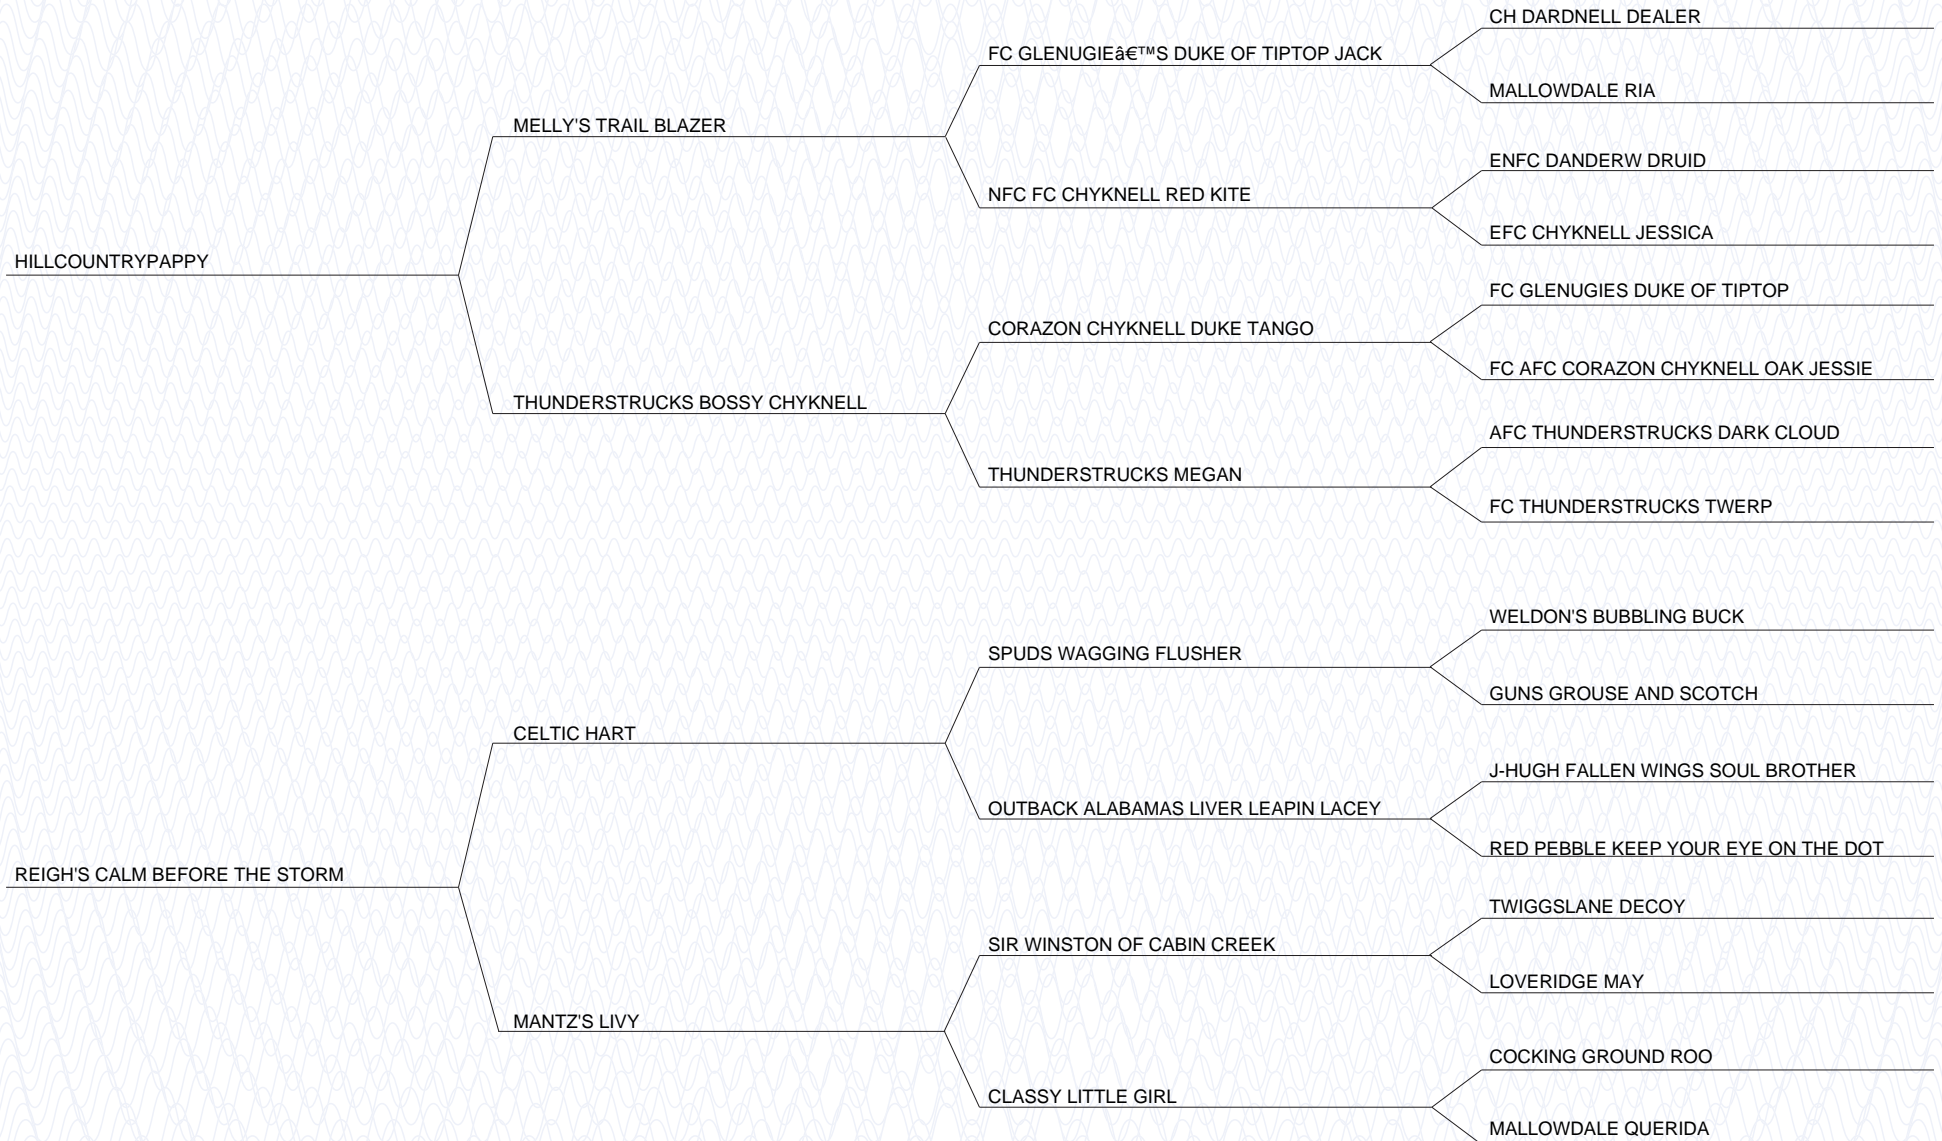 CH DARDNELL DEALER
FC GLENUGIEâ€™S DUKE OF TIPTOP JACK
MALLOWDALE RIA
MELLY'S TRAIL BLAZER
ENFC DANDERW DRUID
NFC FC CHYKNELL RED KITE
EFC CHYKNELL JESSICA
HILLCOUNTRYPAPPY
FC GLENUGIES DUKE OF TIPTOP
CORAZON CHYKNELL DUKE TANGO
FC AFC CORAZON CHYKNELL OAK JESSIE
THUNDERSTRUCKS BOSSY CHYKNELL
AFC THUNDERSTRUCKS DARK CLOUD
THUNDERSTRUCKS MEGAN
FC THUNDERSTRUCKS TWERP
WELDON'S BUBBLING BUCK
SPUDS WAGGING FLUSHER
GUNS GROUSE AND SCOTCH
CELTIC HART
J-HUGH FALLEN WINGS SOUL BROTHER
OUTBACK ALABAMAS LIVER LEAPIN LACEY
RED PEBBLE KEEP YOUR EYE ON THE DOT
REIGH'S CALM BEFORE THE STORM
TWIGGSLANE DECOY
SIR WINSTON OF CABIN CREEK
LOVERIDGE MAY
MANTZ'S LIVY
COCKING GROUND ROO
CLASSY LITTLE GIRL
MALLOWDALE QUERIDA